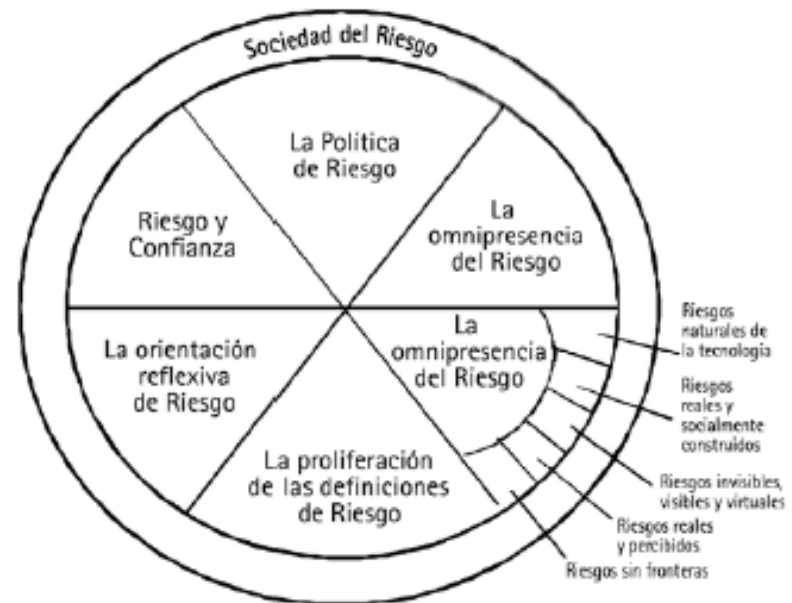 Sociedad del Riesgo
La Política
de Riesgo
Riesgo y
Confianza
La
omnipresencia
del Riesgo
La orientación
reflexiva
de Riesgo
La
omnipresencia
del Riesgo
La proliferación
de las definiciones
de Riesgo
Riesgos
naturales de
la tecnología
Riesgos
reales y
socialmente
construidos
Riesgos invisibles,
visibles y virtuales
Riesgos reales
y percibidos
Riesgos sin fronteras